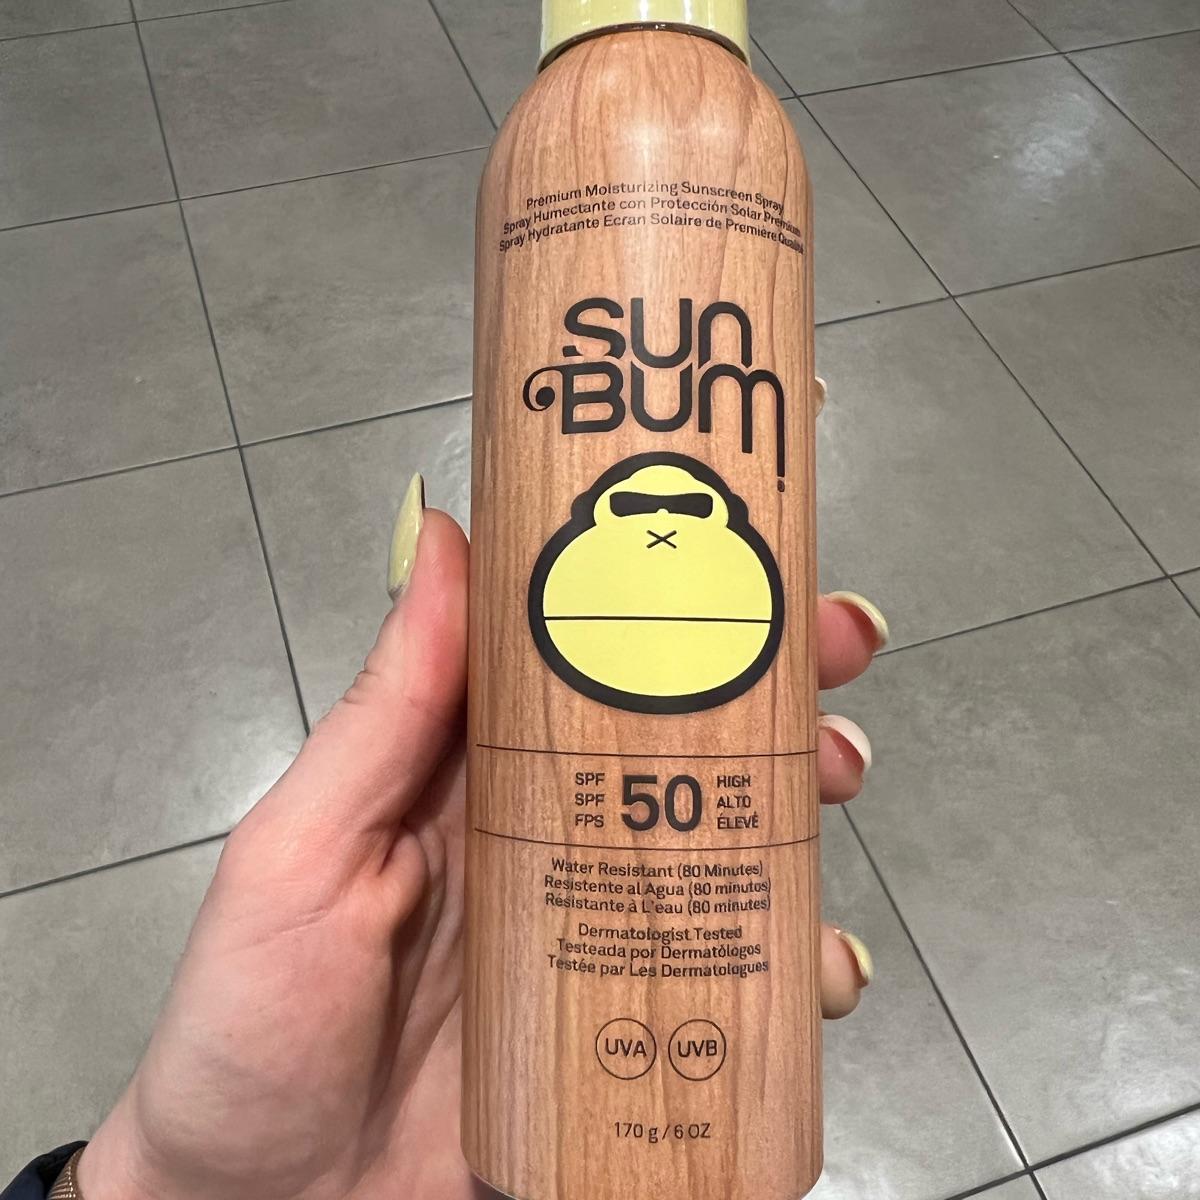 Premium Moisturizing Sunscreen Spray
Spray Humectante con Protección Solar Premium
Spray Hydratante Ecran Solaire de Première Qualité
SUN
BUM
SPF
SPF
FPS
50
HIGH
ALTO
ÉLEVÉ
Water Resistant (80 Minutes)
Resistente al Agua (80 minutos)
Résistante à L'eau (80 minutes)
Dermatologist Tested
Testeada por Dermatólogos
Testée par Les Dermatologues
UVA UVB
170 g / 6 OZ